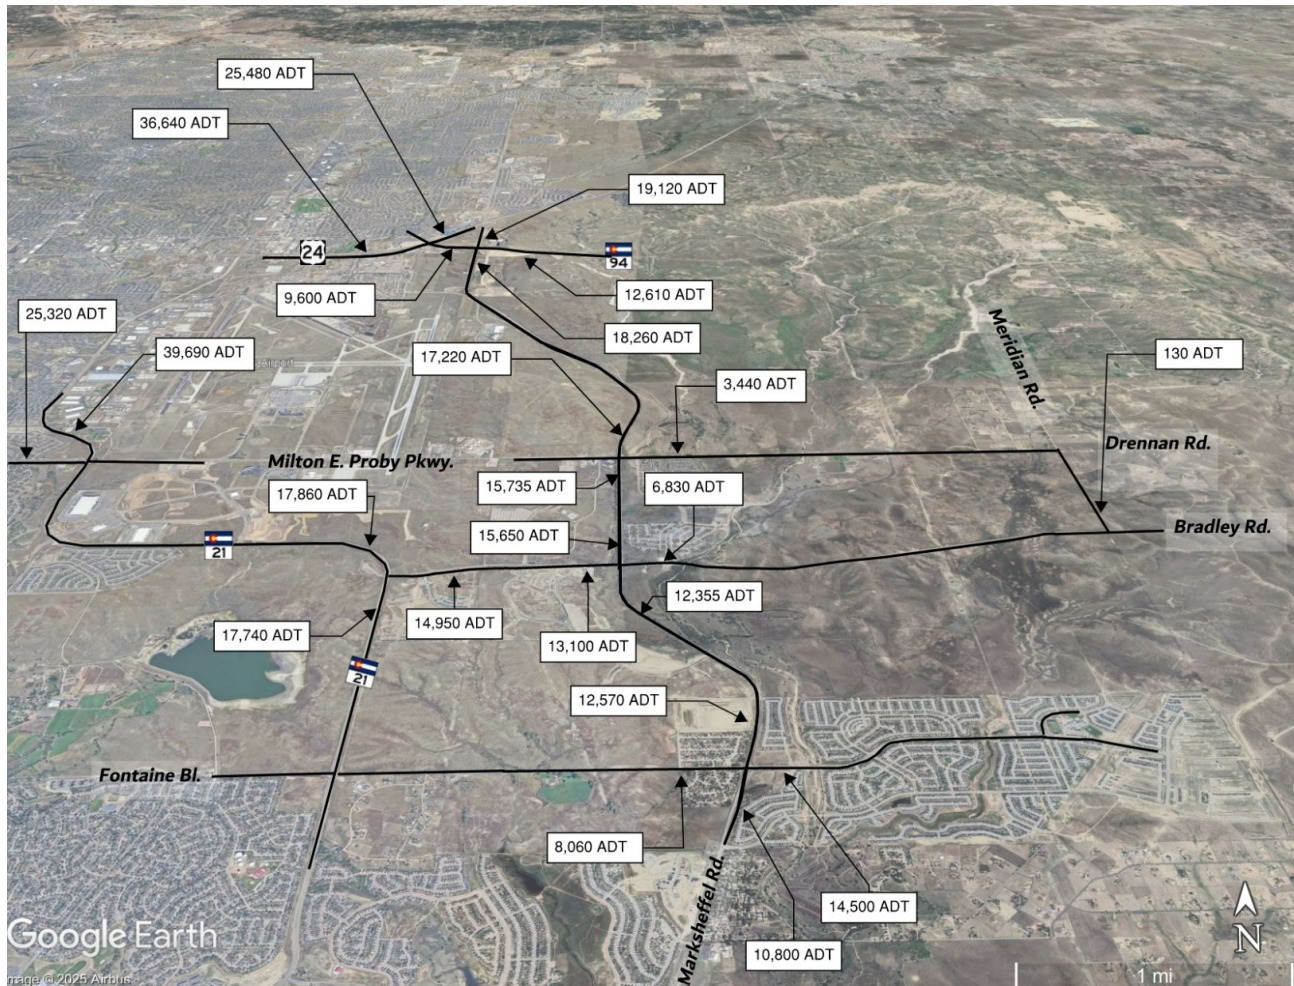 25,480 ADT
36,640 ADT
19,120 ADT
24
94
9,600 ADT
12,610 ADT
25,320 ADT
18,260 ADT
39,690 ADT
17,220 ADT
Airport
Meridian Rd.
130 ADT
3,440 ADT
Drennan Rd.
Milton E. Proby Pkwy.
15,735 ADT
6,830 ADT
17,860 ADT
Bradley Rd.
21
15,650 ADT
12,355 ADT
14,950 ADT
17,740 ADT
13,100 ADT
21
12,570 ADT
Fontaine Bl.
8,060 ADT
Marksheffel Rd.
14,500 ADT
10,800 ADT
N
Google Earth
mage © 2025 Airbus
1 mi